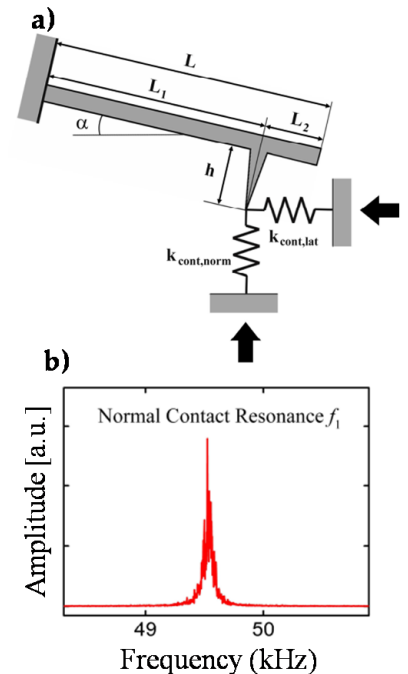 a)
L
L1
L2
α
h
kcont,lat
kcont,norm
b)
Normal Contact Resonance f1
Amplitude [a.u.]
49 50
Frequency (kHz)